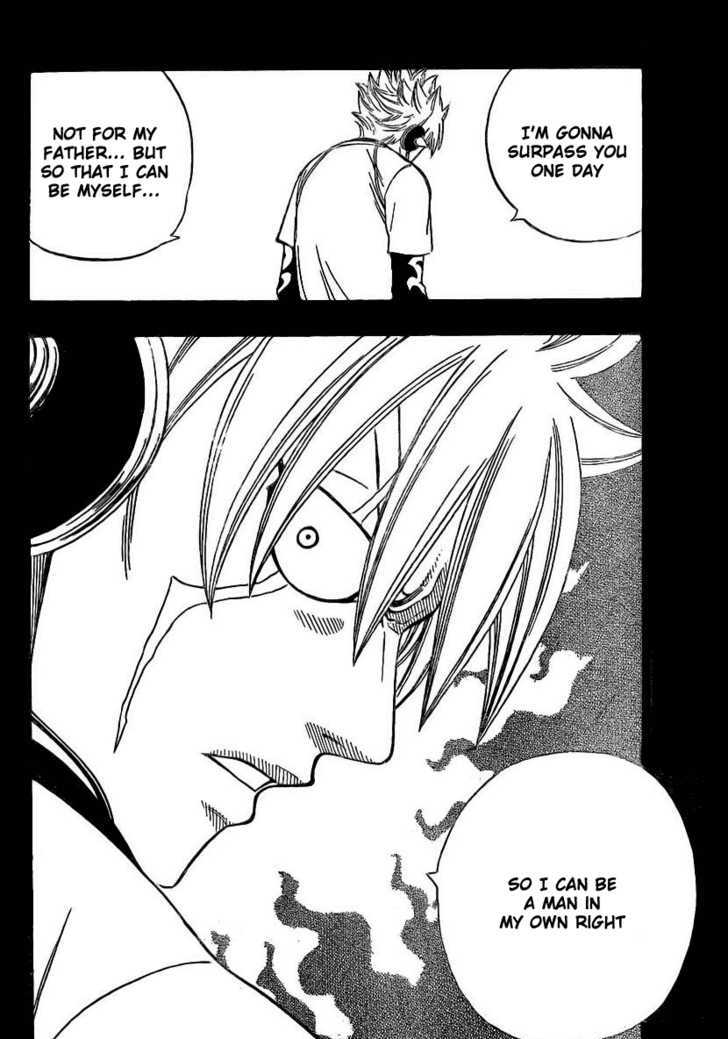 I'M GONNA
SURPASS YOU
ONE DAY
NOT FOR MY
FATHER... BUT
SO THAT I CAN
BE MYSELF...
SO I CAN BE
A MAN IN
MY OWN RIGHT